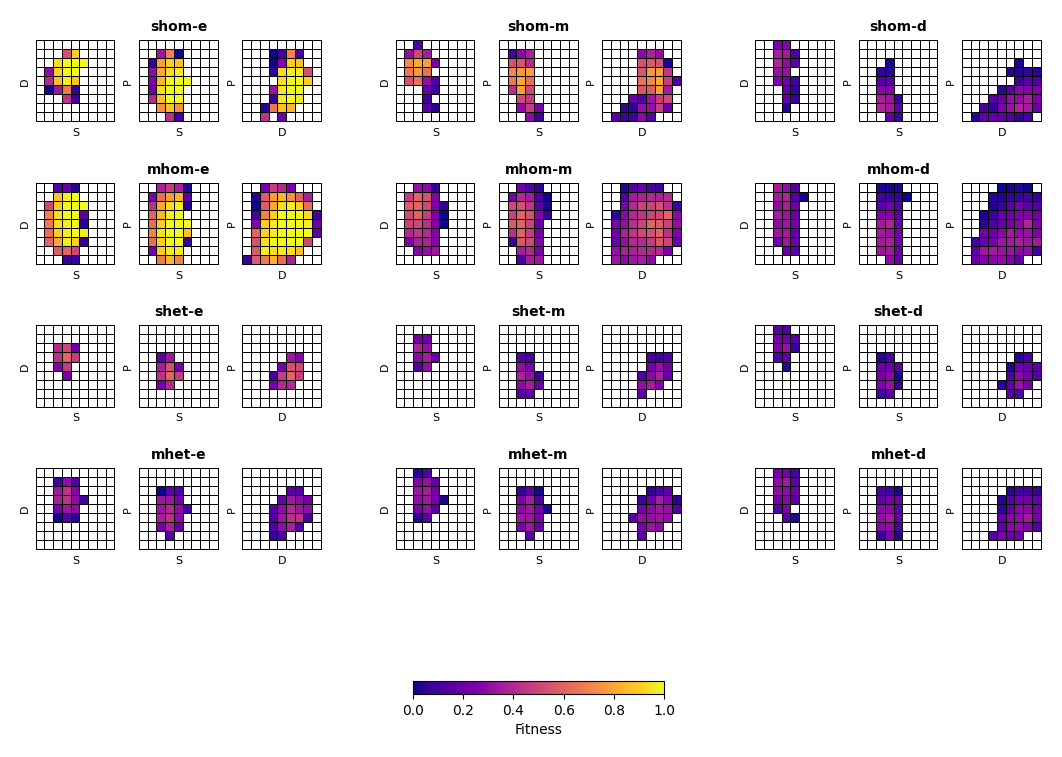 shom-e shom-m shom-d
D P P D P P D P P
S S D S S D S S D
mhom-e mhom-m mhom-d
D P P D P P D P P
S S D S S D S S D
shet-e shet-m shet-d
D P P D P P D P P
S S D S S D S S D
mhet-e mhet-m mhet-d
D P P D P P D P P
S S D S S D S S D
0.0 0.2 0.4 0.6 0.8 1.0
Fitness